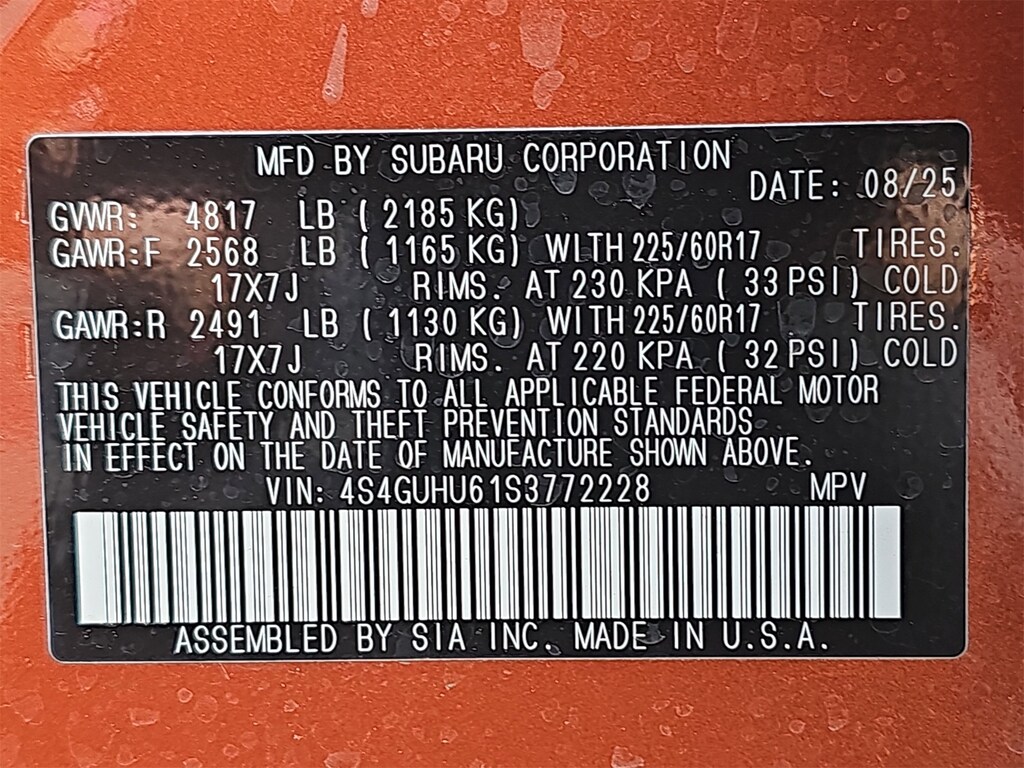 MFD BY SUBARU CORPORATION
DATE: 08/25
GVWR: 4817 LB ( 2185 KG)
GAWR:F 2568 LB ( 1165 KG) WITH 225/60R17 TIRES.
17X7J RIMS. AT 230 KPA ( 33 PSI) COLD
GAWR:R 2491 LB ( 1130 KG) WITH 225/60R17 TIRES.
17X7J RIMS. AT 220 KPA ( 32 PSI) COLD
THIS VEHICLE CONFORMS TO ALL APPLICABLE FEDERAL MOTOR
VEHICLE SAFETY AND THEFT PREVENTION STANDARDS
IN EFFECT ON THE DATE OF MANUFACTURE SHOWN ABOVE.
VIN: 4S4GUHU61S3772228 MPV
ASSEMBLED BY SIA INC. MADE IN U.S.A.